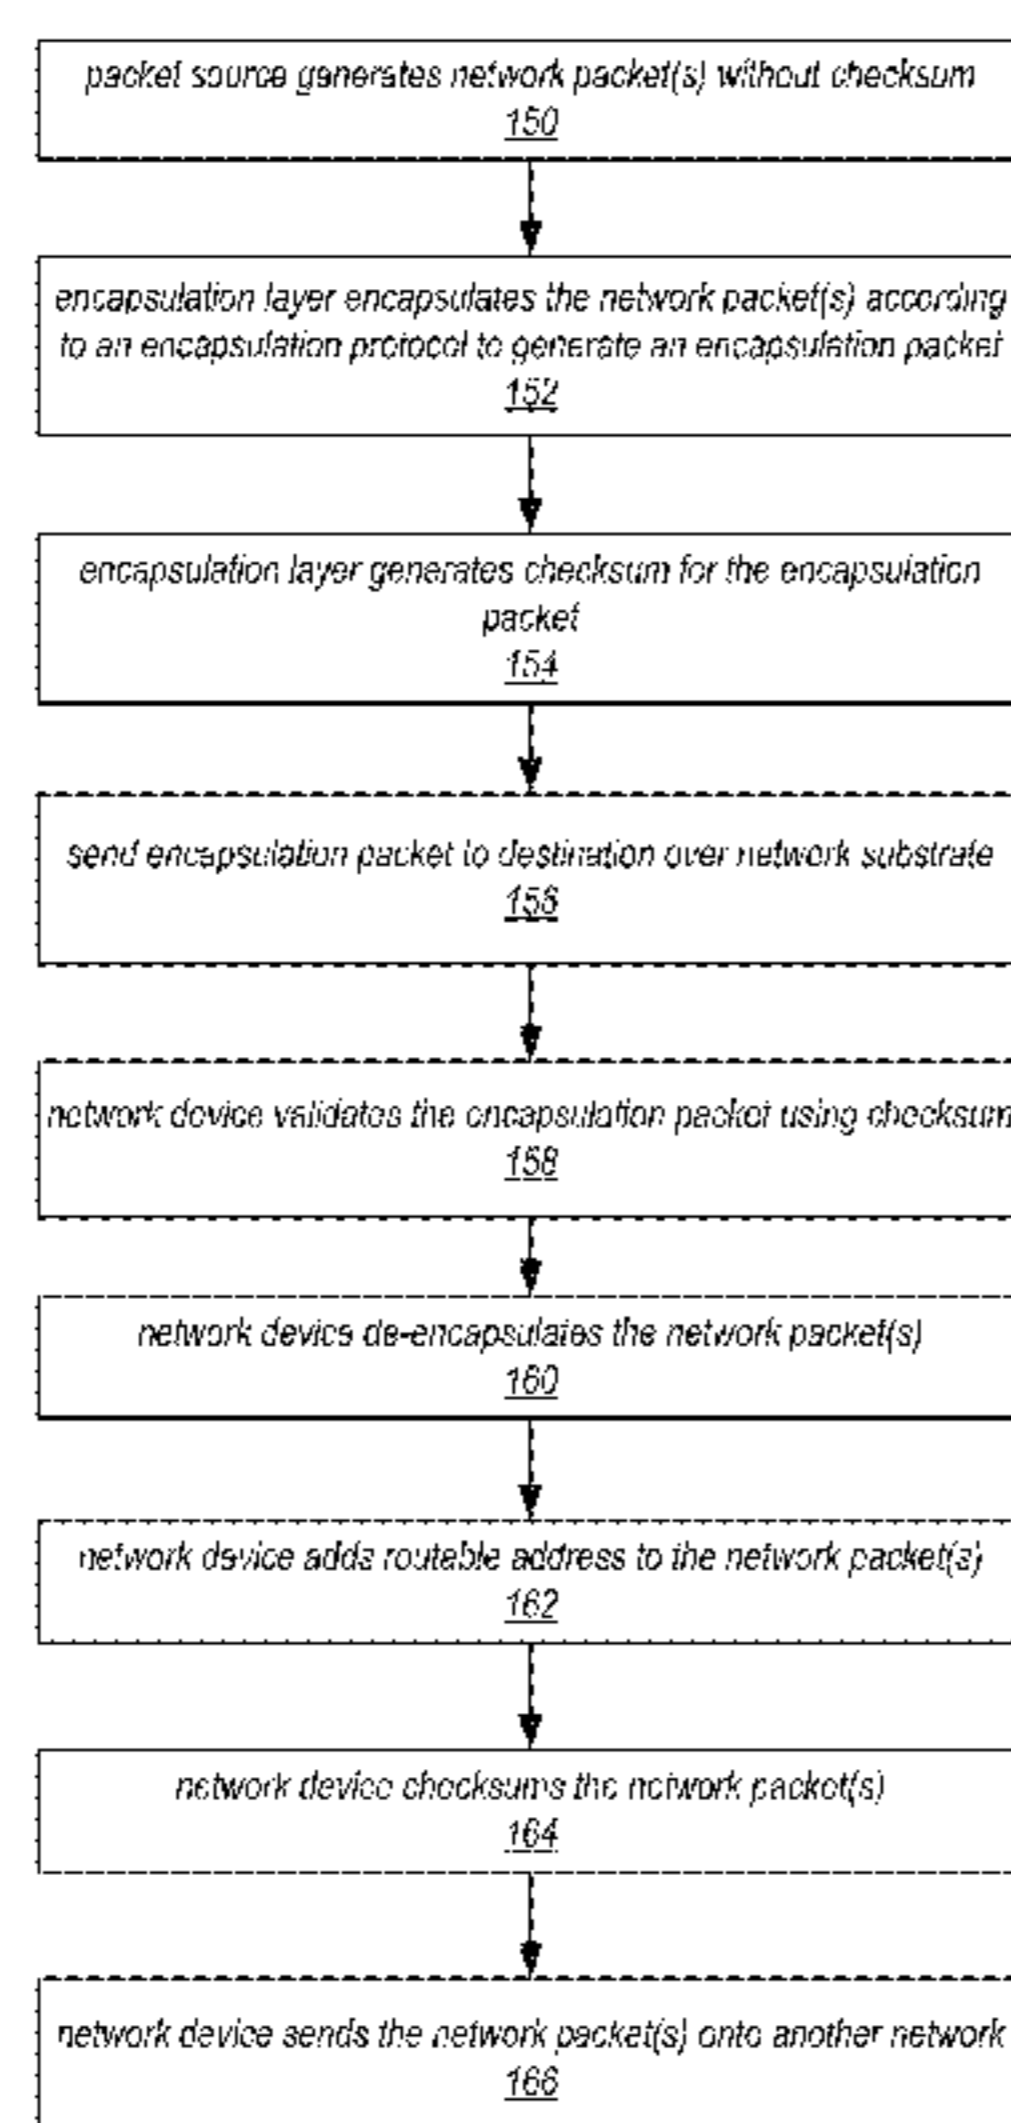 packet source generates network packet(s) without checksum
150
encapsulation layer encapsulates the network packet(s) according
to an encapsulation protocol to generate an encapsulation packet
152
encapsulation layer generates checksum for the encapsulation
packet
154
send encapsulation packet to destination over network substrate
156
network device validates the encapsulation packet using checksum
158
network device de-encapsulates the network packet(s)
160
network device adds routable address to the network packet(s)
162
network device checksums the network packet(s)
164
network device sends the network packet(s) onto another network
166